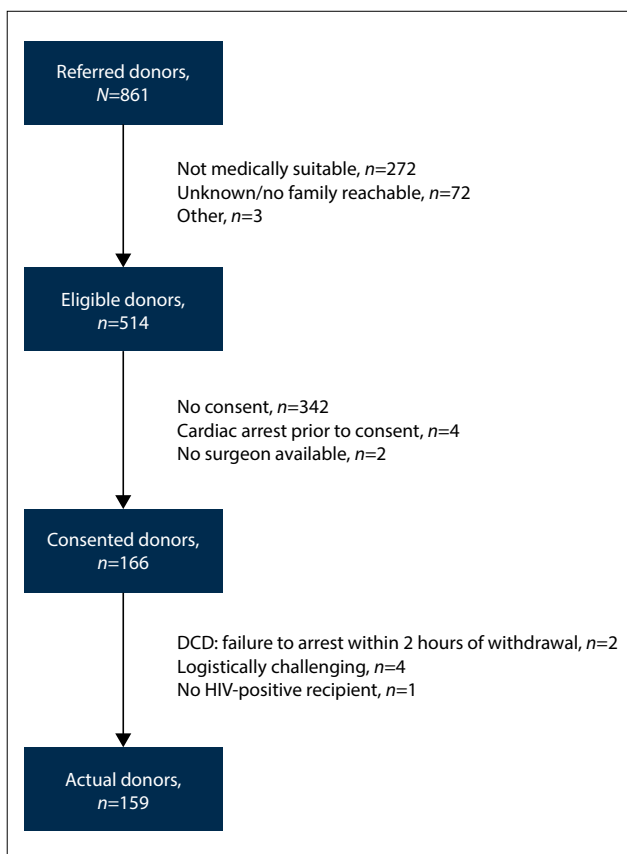 Referred donors,
N=861
Not medically suitable, n=272
Unknown/no family reachable, n=72
Other, n=3
Eligible donors,
n=514
No consent, n=342
Cardiac arrest prior to consent, n=4
No surgeon available, n=2
Consented donors,
n=166
DCD: failure to arrest within 2 hours of withdrawal, n=2
Logistically challenging, n=4
No HIV-positive recipient, n=1
Actual donors,
n=159